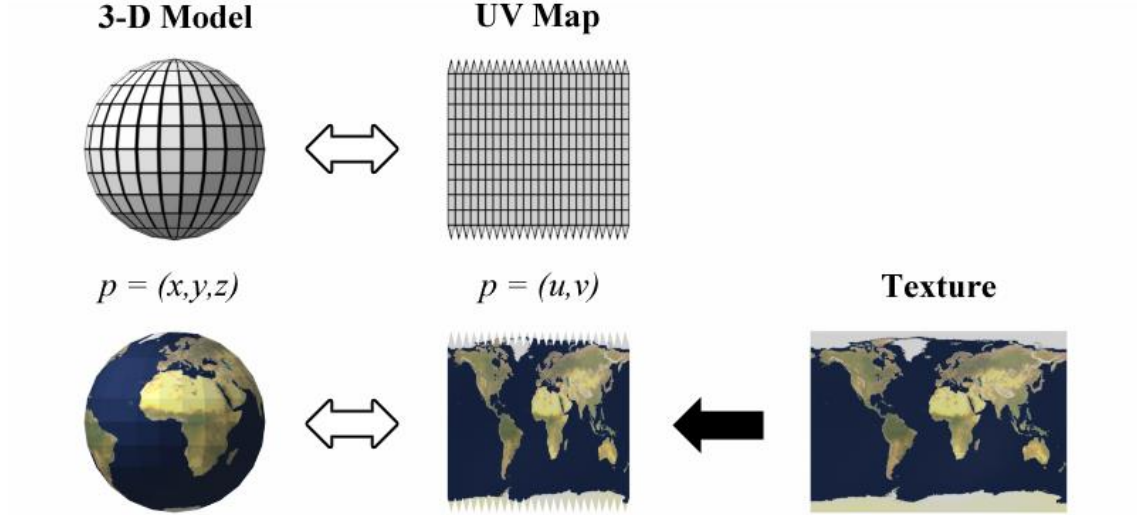 3-D Model
UV Map
p = (x,y,z)
p = (u,v)
Texture